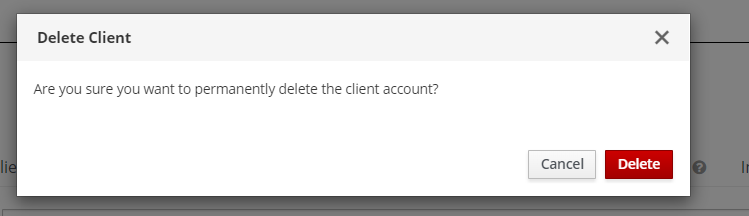 Delete Client
Are you sure you want to permanently delete the client account?
Cancel
Delete